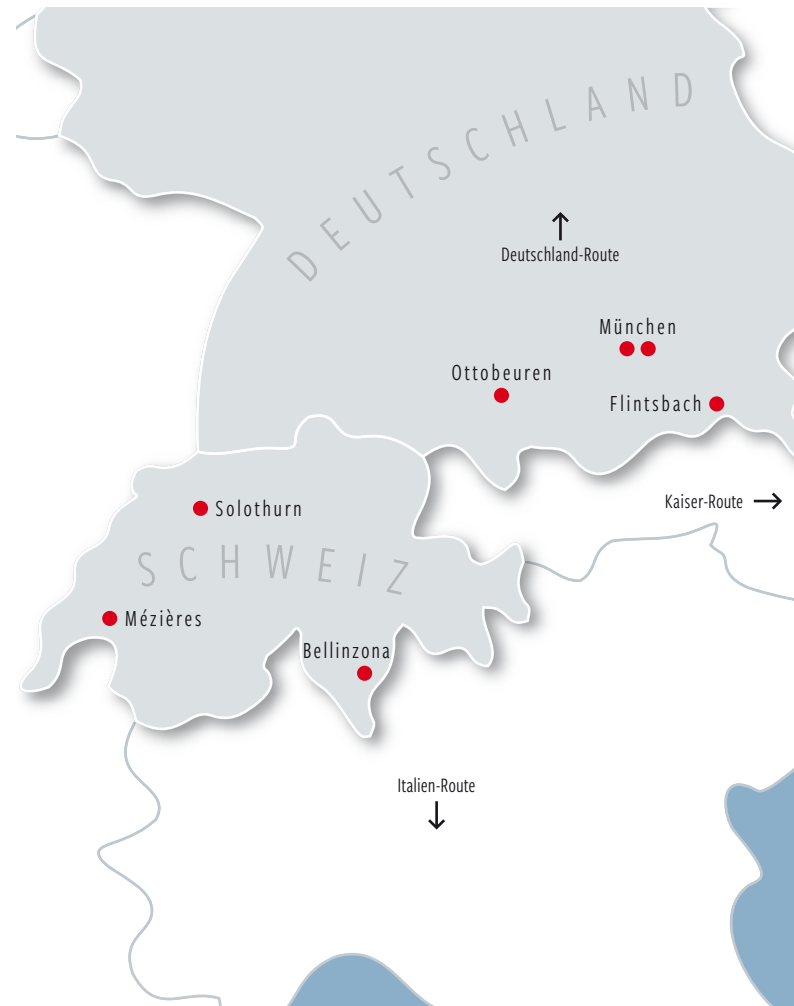 DEUTSCHLAND
Deutschland-Route
München
Ottobeuren
Flintsbach
Kaiser-Route
Solothurn
SCHWEIZ
Mézières
Bellinzona
Italien-Route